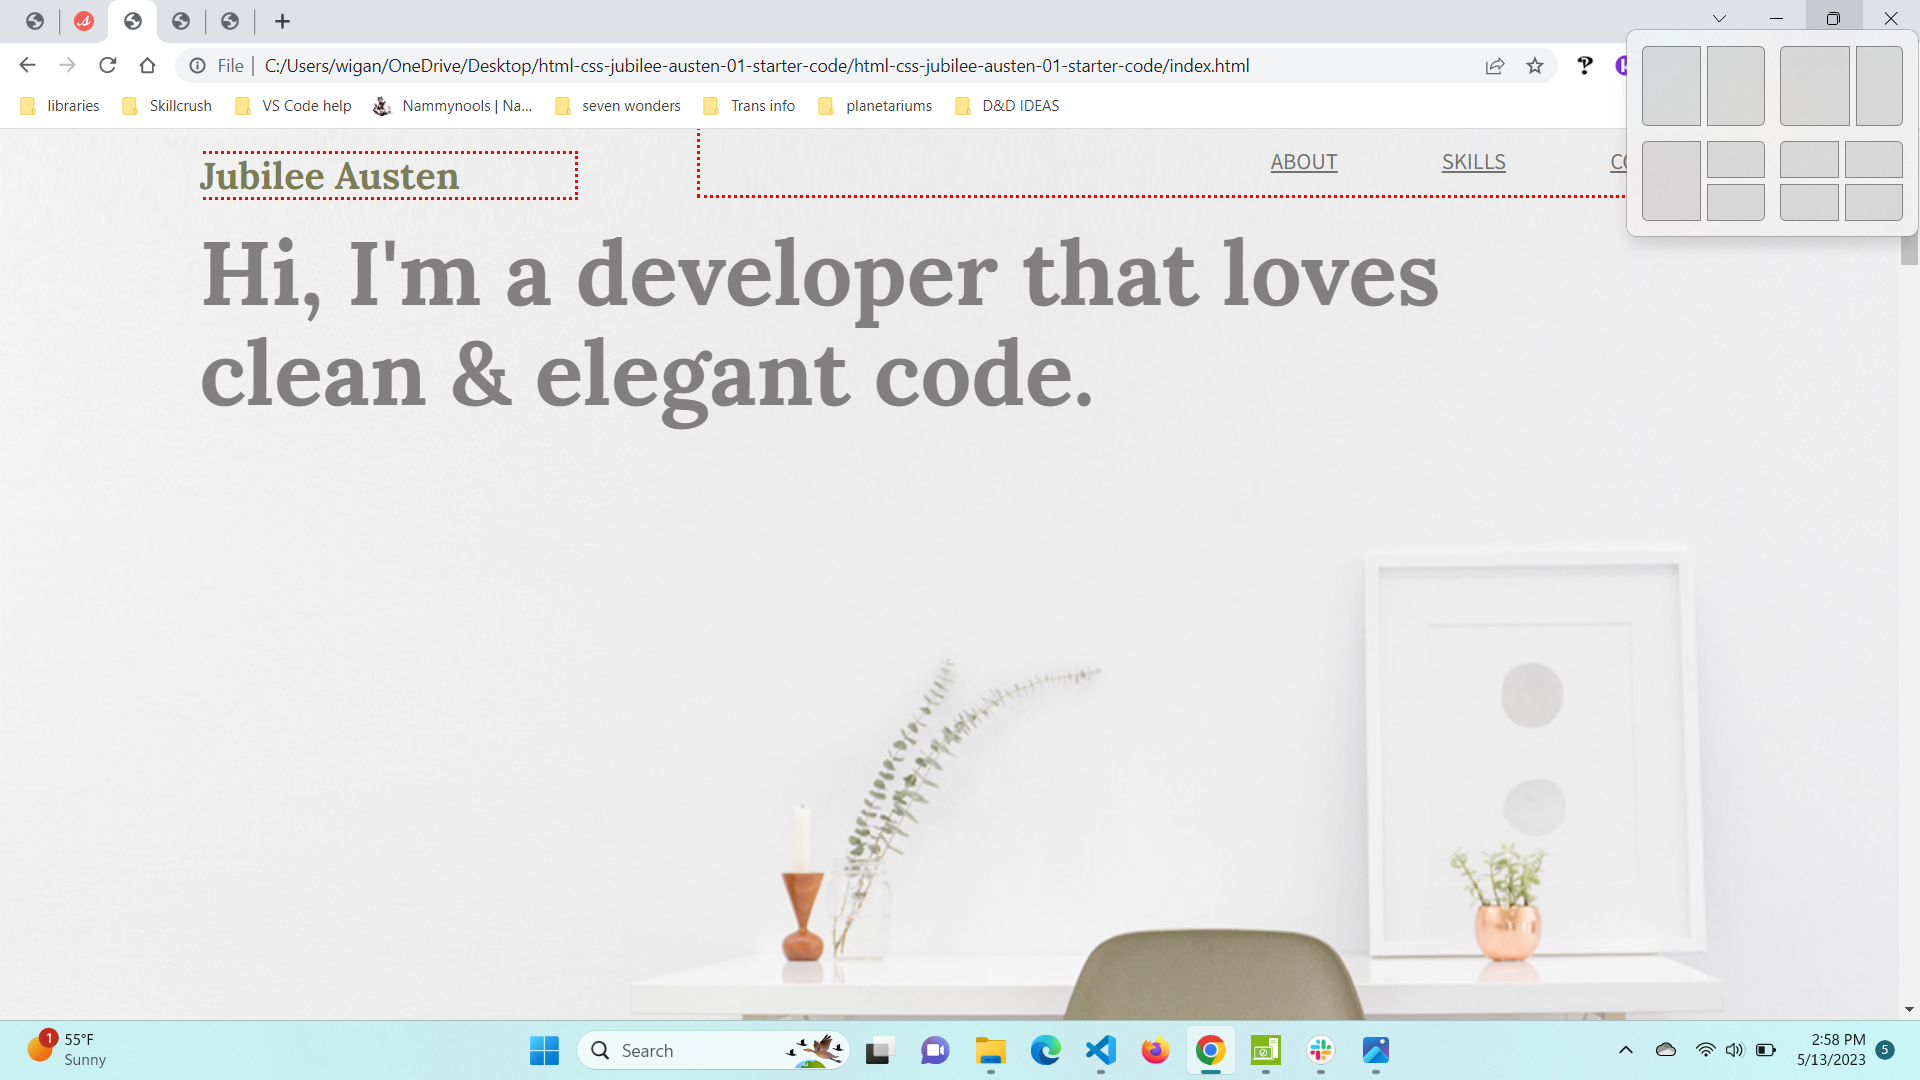 File | C:/Users/wigan/OneDrive/Desktop/html-css-jubilee-austen-01-starter-code/html-css-jubilee-austen-01-starter-code/index.html
libraries Skillcrush VS Code help Nammynools | Na... seven wonders Trans info planetariums D&D IDEAS
Jubilee Austen ABOUT SKILLS
Hi, I'm a developer that loves
clean & elegant code.
1 55°F Search 2:58 PM
Sunny 5/13/2023 5